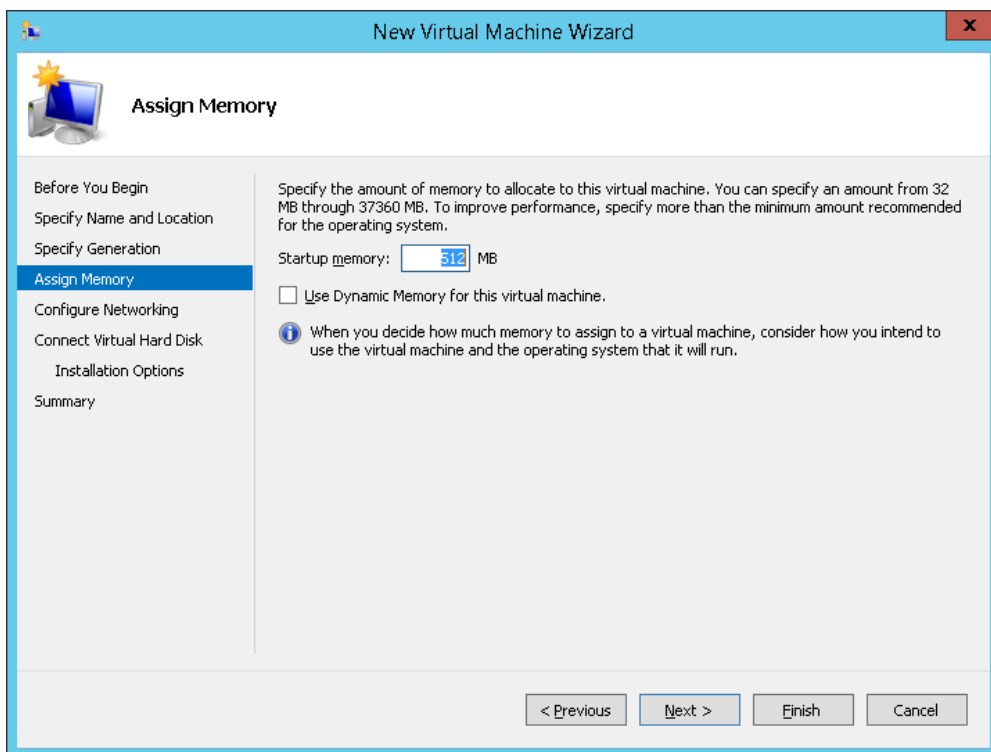 New Virtual Machine Wizard
x
Assign Memory
Before You Begin
Specify Name and Location
Specify Generation
Assign Memory
Configure Networking
Connect Virtual Hard Disk
Installation Options
Summary
Specify the amount of memory to allocate to this virtual machine. You can specify an amount from 32
MB through 37360 MB. To improve performance, specify more than the minimum amount recommended
for the operating system.
Startup memory: 512 MB
Use Dynamic Memory for this virtual machine.
When you decide how much memory to assign to a virtual machine, consider how you intend to
use the virtual machine and the operating system that it will run.
< Previous Next > Finish Cancel